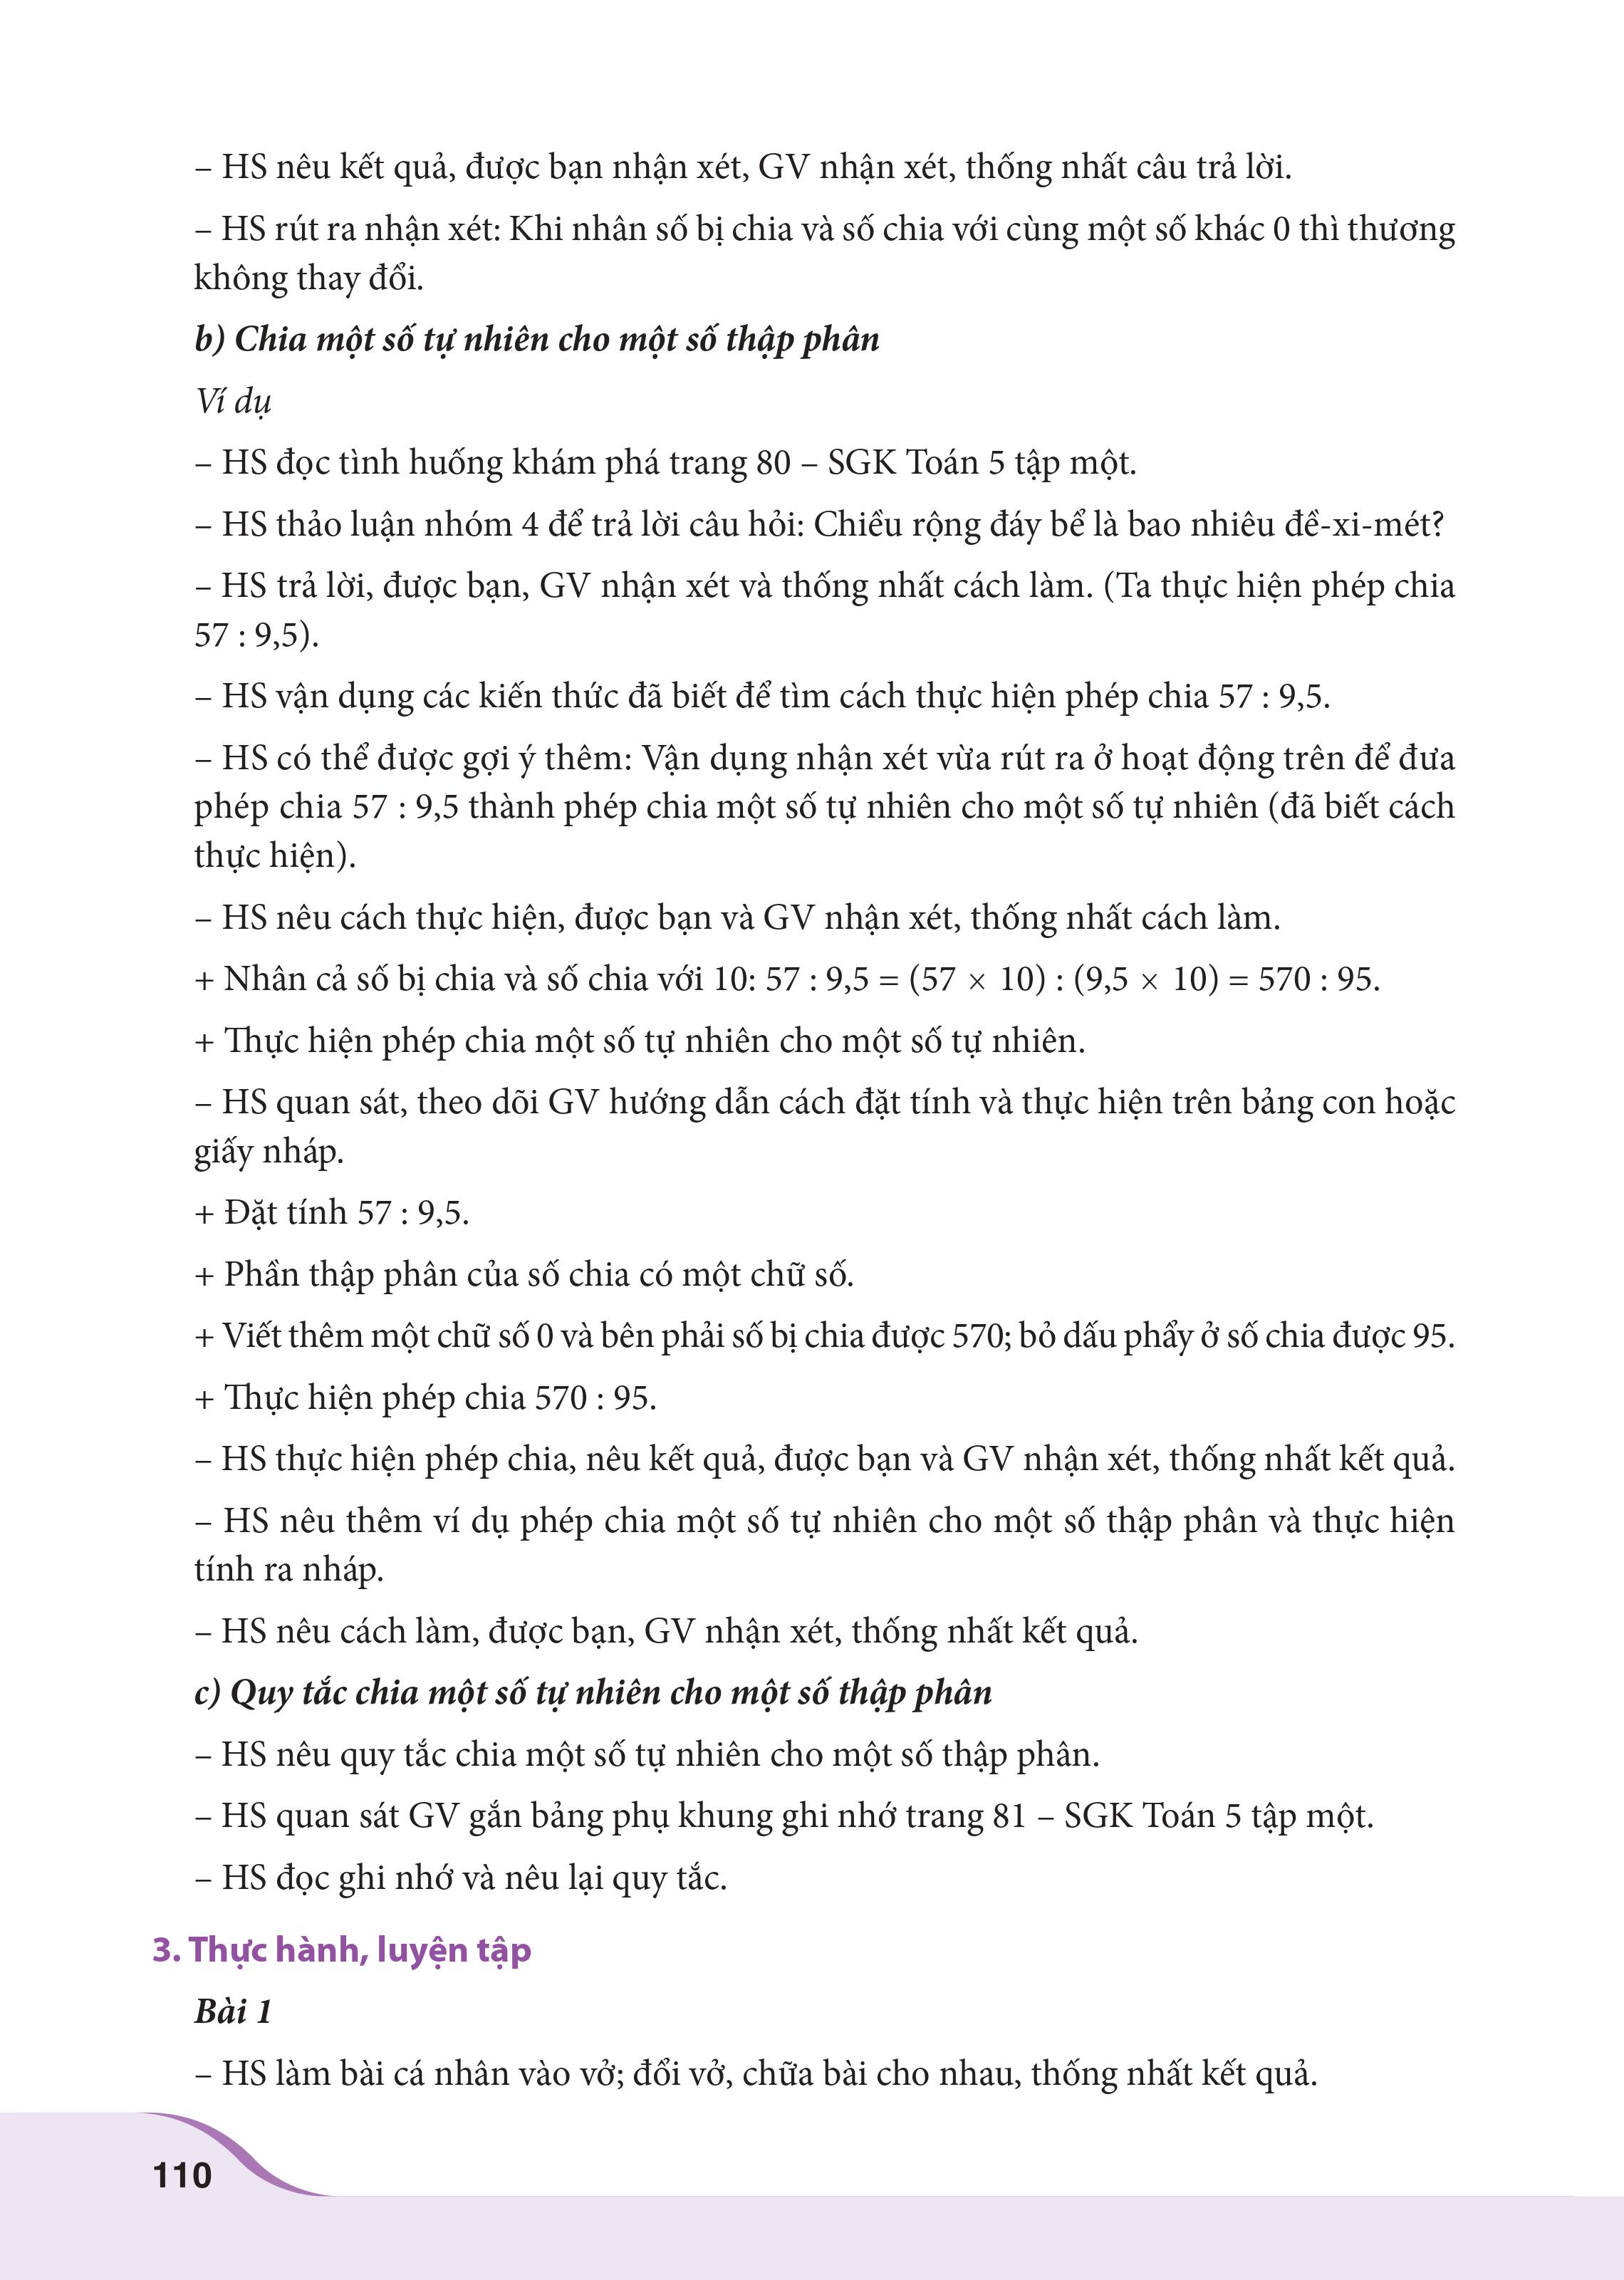 – HS nêu kết quả, được bạn nhận xét, GV nhận xét, thống nhất câu trả lời.
– HS rút ra nhận xét: Khi nhân số bị chia và số chia với cùng một số khác 0 thì thương
không thay đổi.
b) Chia một số tự nhiên cho một số thập phân
Ví dụ
– HS đọc tình huống khám phá trang 80 – SGK Toán 5 tập một.
– HS thảo luận nhóm 4 để trả lời câu hỏi: Chiều rộng đáy bể là bao nhiêu đề-xi-mét?
– HS trả lời, được bạn, GV nhận xét và thống nhất cách làm. (Ta thực hiện phép chia
57 : 9,5).
– HS vận dụng các kiến thức đã biết để tìm cách thực hiện phép chia 57 : 9,5.
– HS có thể được gợi ý thêm: Vận dụng nhận xét vừa rút ra ở hoạt động trên để đưa
phép chia 57 : 9,5 thành phép chia một số tự nhiên cho một số tự nhiên (đã biết cách
thực hiện).
– HS nêu cách thực hiện, được bạn và GV nhận xét, thống nhất cách làm.
+ Nhân cả số bị chia và số chia với 10: 57 : 9,5 = (57 × 10) : (9,5 × 10) = 570 : 95.
+ Thực hiện phép chia một số tự nhiên cho một số tự nhiên.
– HS quan sát, theo dõi GV hướng dẫn cách đặt tính và thực hiện trên bảng con hoặc
giấy nháp.
+ Đặt tính 57 : 9,5.
+ Phần thập phân của số chia có một chữ số.
+ Viết thêm một chữ số 0 và bên phải số bị chia được 570; bỏ dấu phẩy ở số chia được 95.
+ Thực hiện phép chia 570 : 95.
– HS thực hiện phép chia, nêu kết quả, được bạn và GV nhận xét, thống nhất kết quả.
– HS nêu thêm ví dụ phép chia một số tự nhiên cho một số thập phân và thực hiện
tính ra nháp.
– HS nêu cách làm, được bạn, GV nhận xét, thống nhất kết quả.
c) Quy tắc chia một số tự nhiên cho một số thập phân
– HS nêu quy tắc chia một số tự nhiên cho một số thập phân.
– HS quan sát GV gắn bảng phụ khung ghi nhớ trang 81 – SGK Toán 5 tập một.
– HS đọc ghi nhớ và nêu lại quy tắc.
3. Thực hành, luyện tập
Bài 1
– HS làm bài cá nhân vào vở; đổi vở, chữa bài cho nhau, thống nhất kết quả.
110